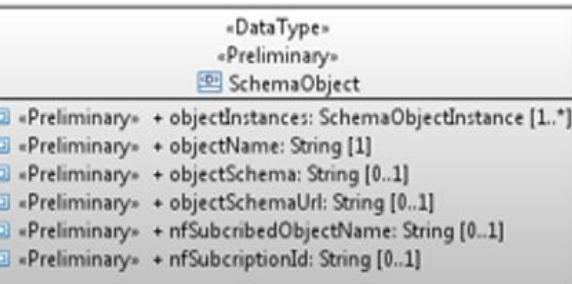 «DataType»
«Preliminary»
SchemaObject
«Preliminary» + objectInstances: SchemaObjectInstance [1..*]
«Preliminary» + objectName: String [1]
«Preliminary» + objectSchema: String [0..1]
«Preliminary» + objectSchemaUrl: String [0..1]
«Preliminary» + nfSubcribedObjectName: String [0..1]
«Preliminary» + nfSubcriptionId: String [0..1]